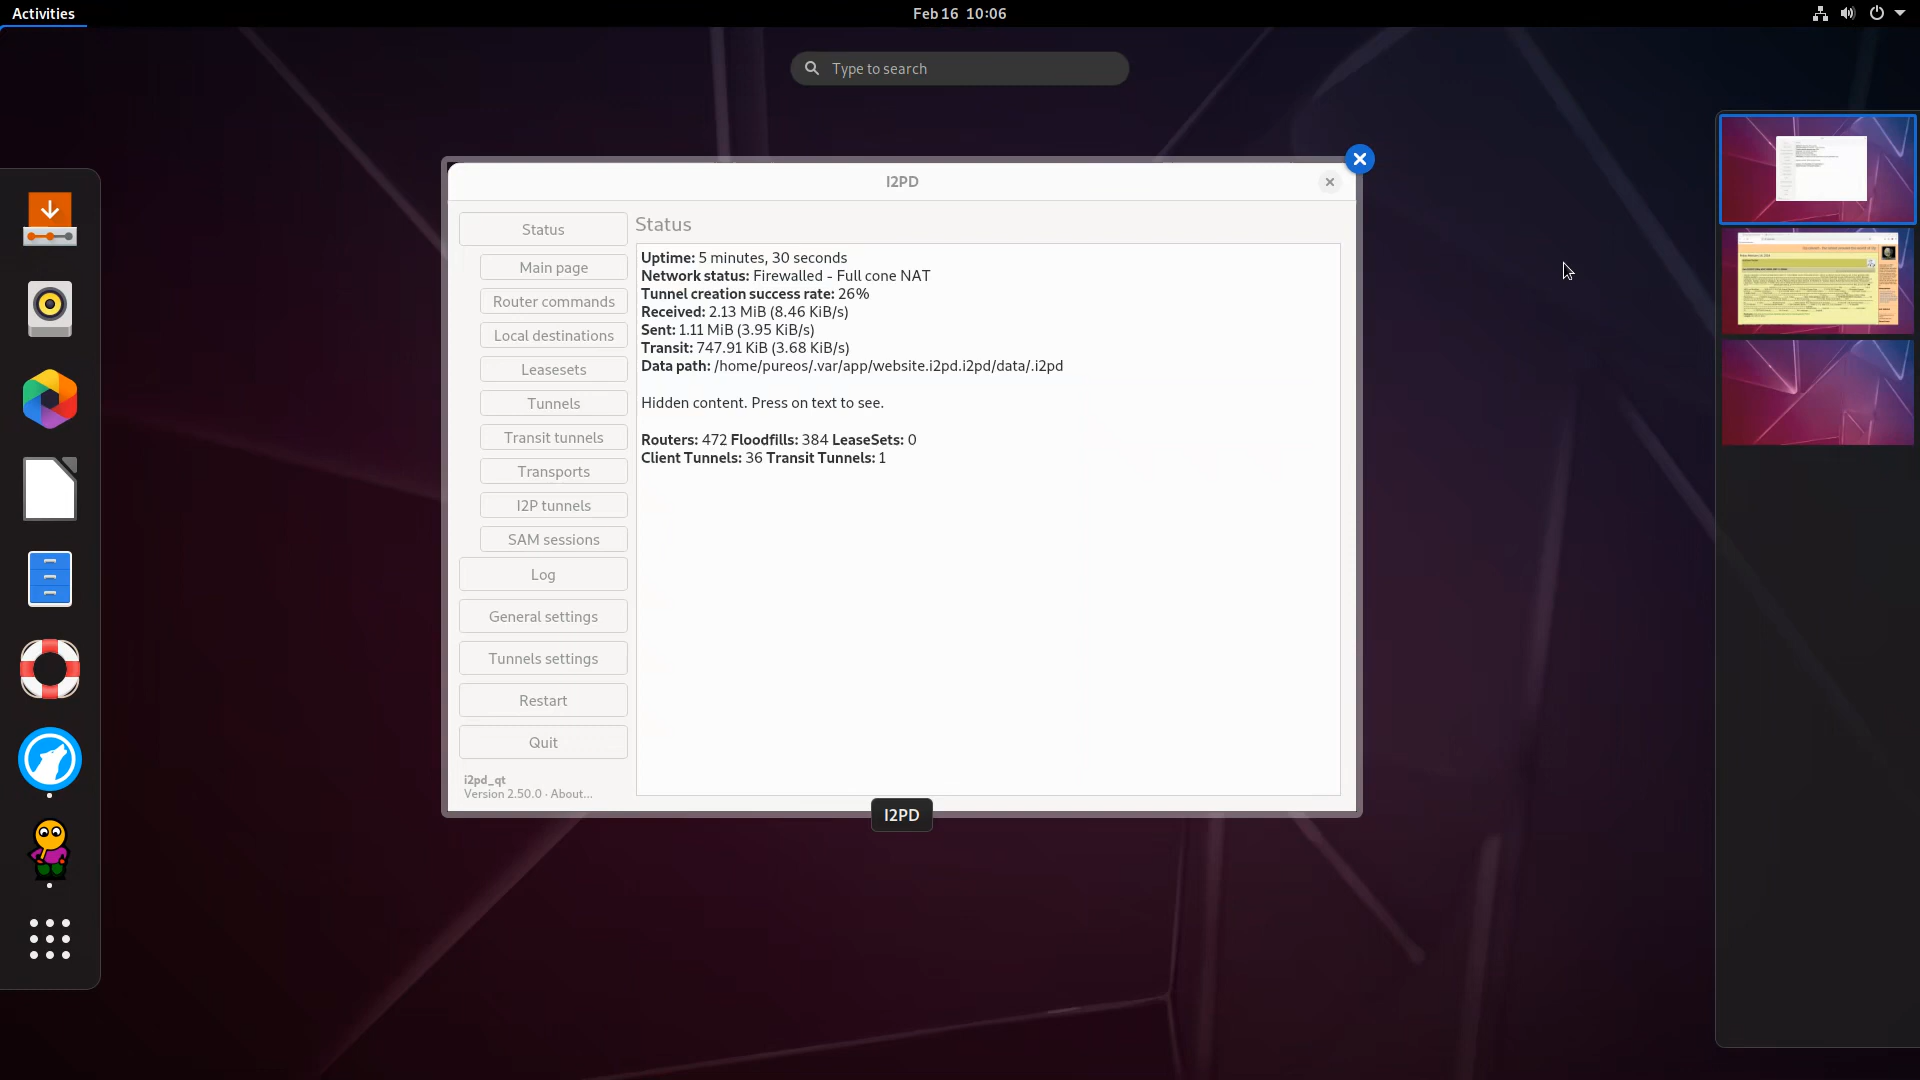 Activities
Feb 16 10:06
Type to search
I2PD
Status
Main page
Router commands
Local destinations
Leasesets
Tunnels
Transit tunnels
Transports
I2P tunnels
SAM sessions
Log
General settings
Tunnels settings
Restart
Quit
i2pd_qt
Version 2.50.0 · About...
Status
Uptime: 5 minutes, 30 seconds
Network status: Firewalled - Full cone NAT
Tunnel creation success rate: 26%
Received: 2.13 MiB (8.46 KiB/s)
Sent: 1.11 MiB (3.95 KiB/s)
Transit: 747.91 KiB (3.68 KiB/s)
Data path: /home/pureos/.var/app/website.i2pd.i2pd/data/.i2pd
Hidden content. Press on text to see.
Routers: 472 Floodfills: 384 LeaseSets: 0
Client Tunnels: 36 Transit Tunnels: 1
I2PD